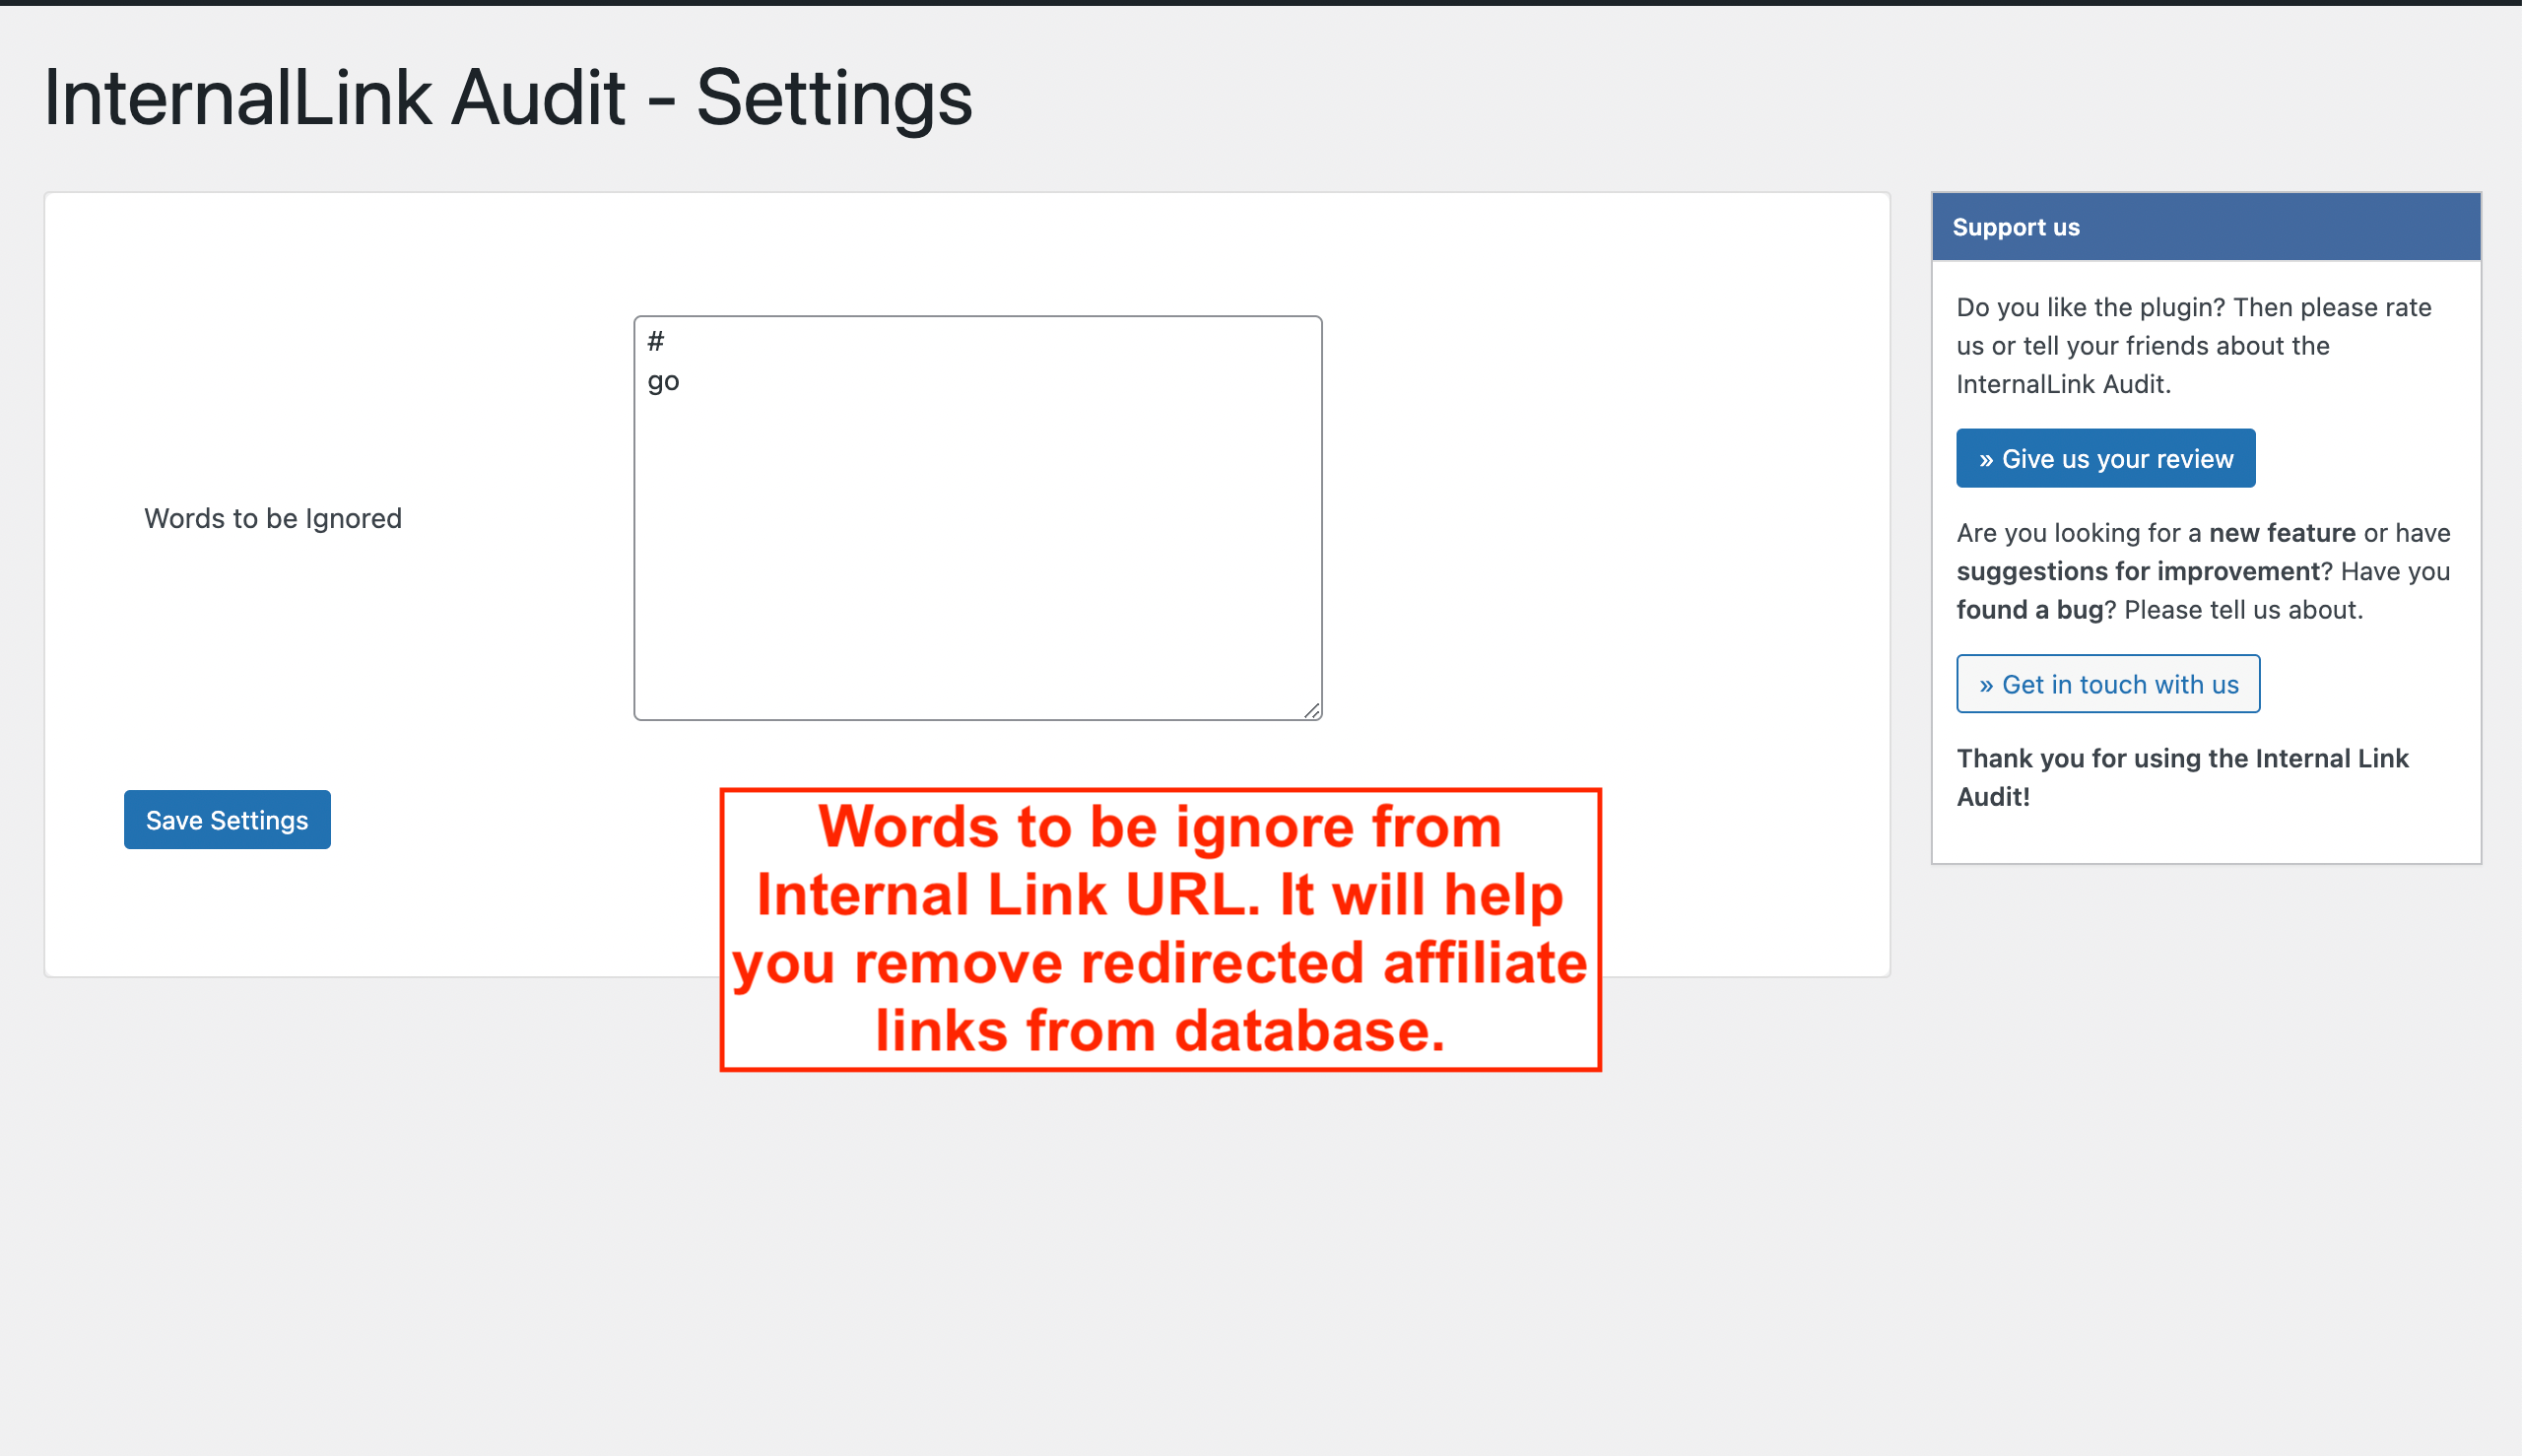 InternalLink Audit - Settings
Words to be Ignored
#
go
Save Settings
Words to be ignore from
Internal Link URL. It will help
you remove redirected affiliate
links from database.
Support us
Do you like the plugin? Then please rate
us or tell your friends about the
InternalLink Audit.
» Give us your review
Are you looking for a new feature or have
suggestions for improvement? Have you
found a bug? Please tell us about.
» Get in touch with us
Thank you for using the Internal Link
Audit!